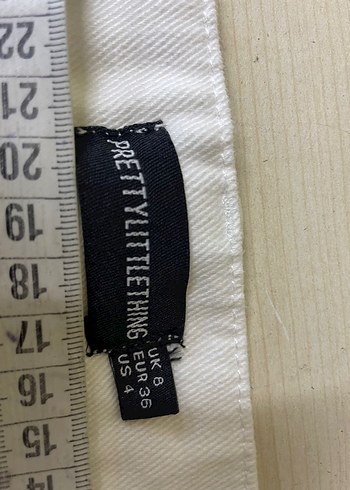 PRETTYLITTLETHING
UK 8
EUR 36
US 4
22
21
20
19
18
17
16
15